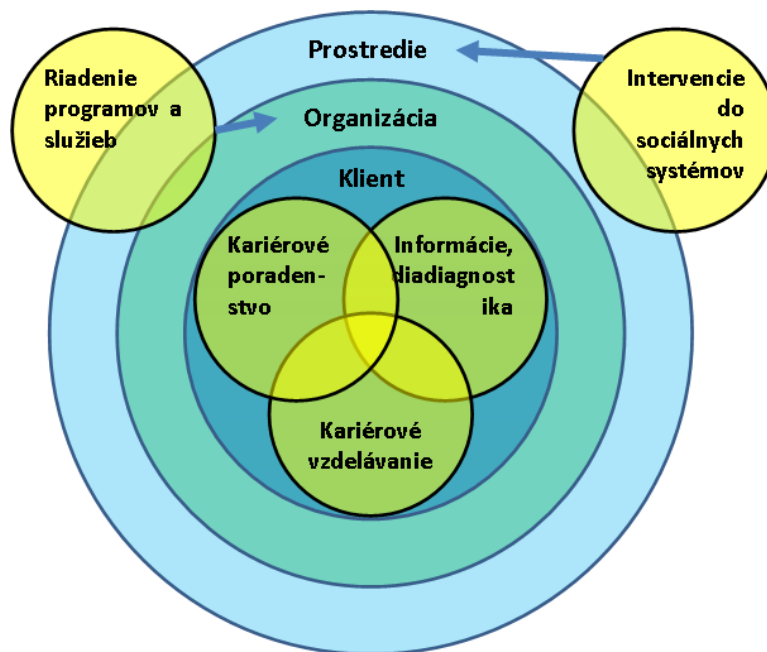 Prostredie
Riadenie
programov a
služieb
Intervencie
do
sociálnych
systémov
Organizácia
Klient
Kariérové
poraden-
stvo
Informácie,
diadiagnost
ika
Kariérové
vzdelávanie